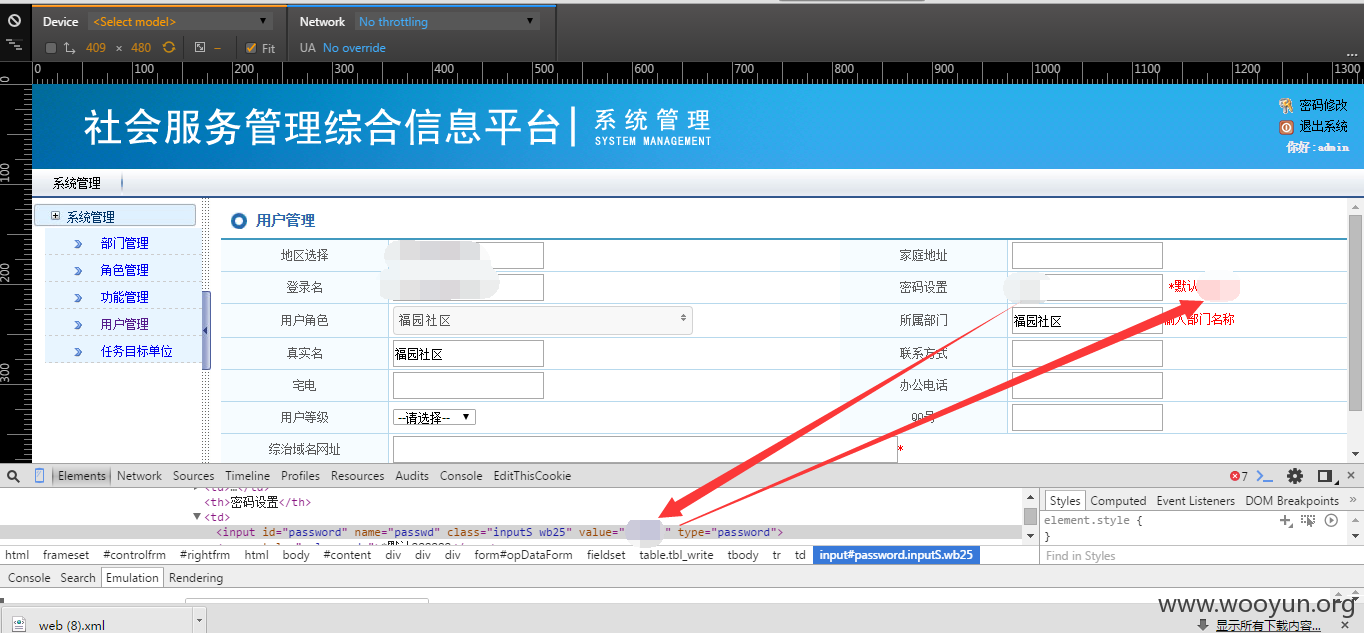 Device <Select model> Network No throttling
409 × 480 Fit UA No override
0 100 200 300 400 500 600 700 800 900 1000 1100 1200 1300
0
100
200
300
社会服务管理综合信息平台 系统管理
SYSTEM MANAGEMENT
密码修改
退出系统
你好:admin
系统管理
系统管理
部门管理
角色管理
功能管理
用户管理
任务目标单位
用户管理
地区选择 家庭地址
登录名 密码设置 *默认
用户角色 福园社区 所属部门 福园社区 输入部门名称
真实名 福园社区 联系方式
宅电 办公电话
用户等级 --请选择--
综治域名网址 *
Elements Network Sources Timeline Profiles Resources Audits Console EditThisCookie 7
<th>密码设置</th>
<td>
<input id="password" name="passwd" class="inputS wb25" value=" " type="password">
html frameset #controlfrm #rightfrm html body #content div div div form#opDataForm fieldset table.tbl_write tbody tr td input#password.inputS.wb25
Styles Computed Event Listeners DOM Breakpoints »
element.style {
}
Find in Styles
Console Search Emulation Rendering
www.wooyun.org
web (8).xml
显示所有下载内容...